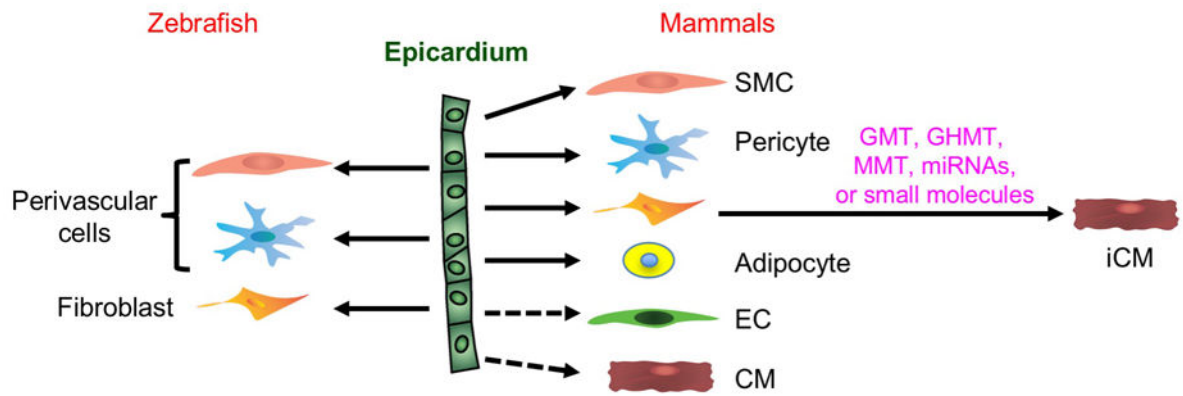 Zebrafish
Mammals
Epicardium
SMC
Pericyte
GMT, GHMT,
MMT, miRNAs,
or small molecules
Perivascular
cells
iCM
Adipocyte
Fibroblast
EC
CM